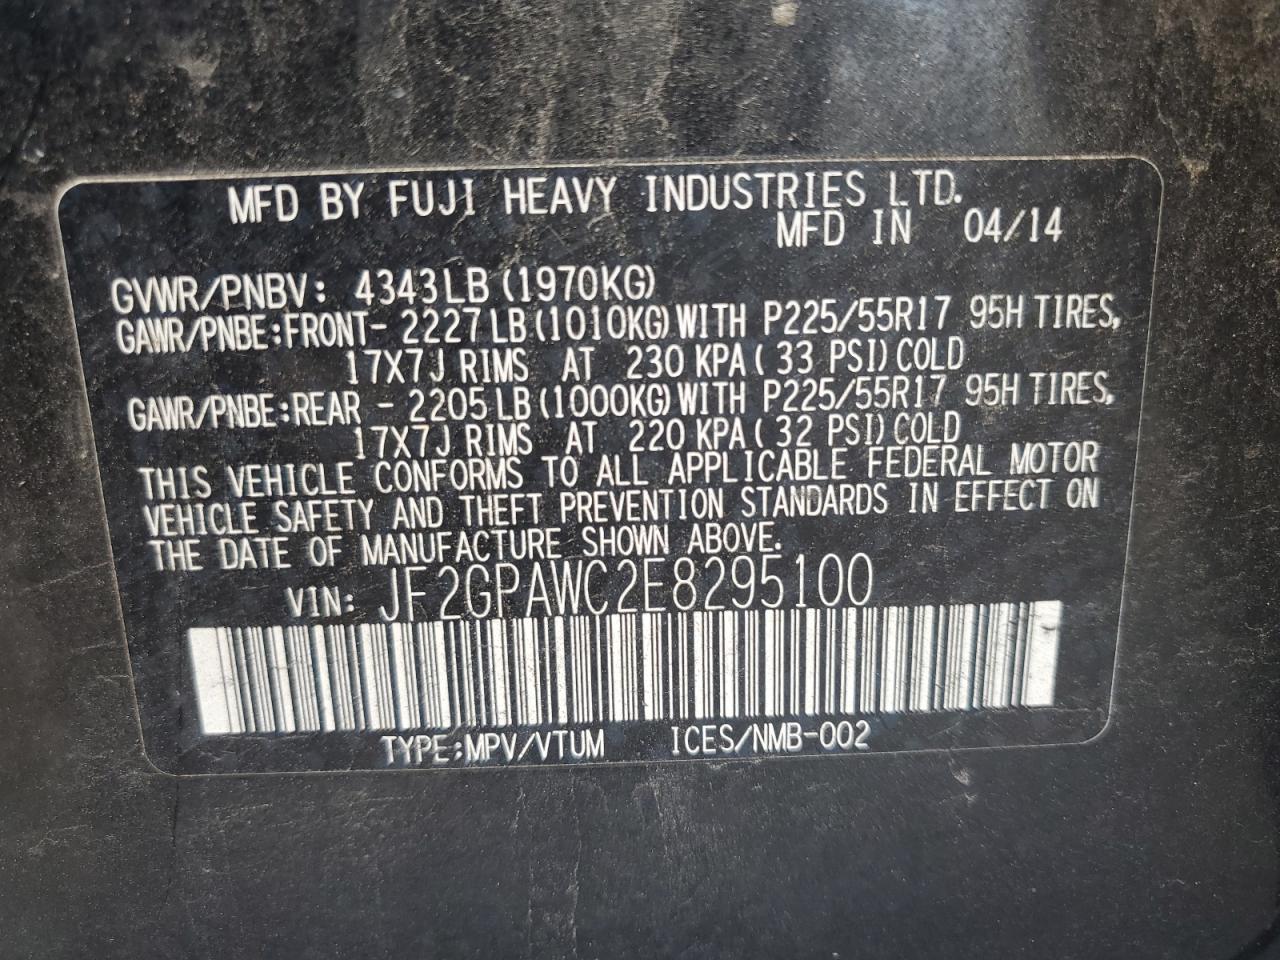 MFD BY FUJI HEAVY INDUSTRIES LTD.
MFD IN 04/14
GVWR/PNBV: 4343LB (1970KG)
GAWR/PNBE:FRONT- 2227LB(1010KG)WITH P225/55R17 95H TIRES,
17X7J RIMS AT 230 KPA( 33 PSI)COLD
GAWR/PNBE:REAR - 2205LB(1000KG)WITH P225/55R17 95H TIRES,
17X7J RIMS AT 220 KPA( 32 PSI)COLD
THIS VEHICLE CONFORMS TO ALL APPLICABLE FEDERAL MOTOR
VEHICLE SAFETY AND THEFT PREVENTION STANDARDS IN EFFECT ON
THE DATE OF MANUFACTURE SHOWN ABOVE.
VIN: JF2GPAWC2E8295100
TYPE:MPV/VTUM ICES/NMB-002